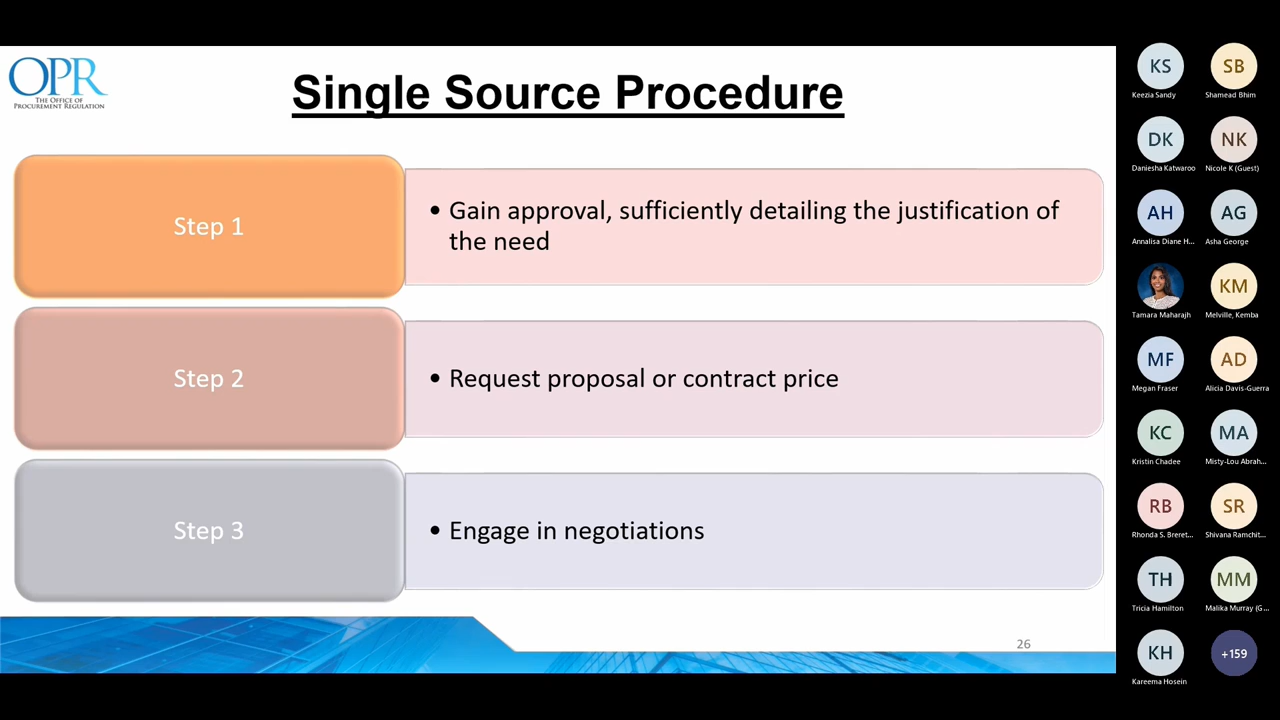 OPR
THE OFFICE OF
PROCUREMENT REGULATION
Single Source Procedure
Step 1
• Gain approval, sufficiently detailing the justification of
the need
Step 2
• Request proposal or contract price
Step 3
• Engage in negotiations
26
KS
SB
Keezia Sandy
Shamead Bhim
DK
NK
Daniesha Katwaroo
Nicole K (Guest)
AH
AG
Annalisa Diane H...
Asha George
KM
Tamara Maharajh
Melville, Kemba
MF
AD
Megan Fraser
Alicia Davis-Guerra
KC
MA
Kristin Chadee
Misty-Lou Abrah...
RB
SR
Rhonda S. Breret...
Shivana Ramchit...
TH
MM
Tricia Hamilton
Malika Murray (G...
KH
+159
Kareema Hosein